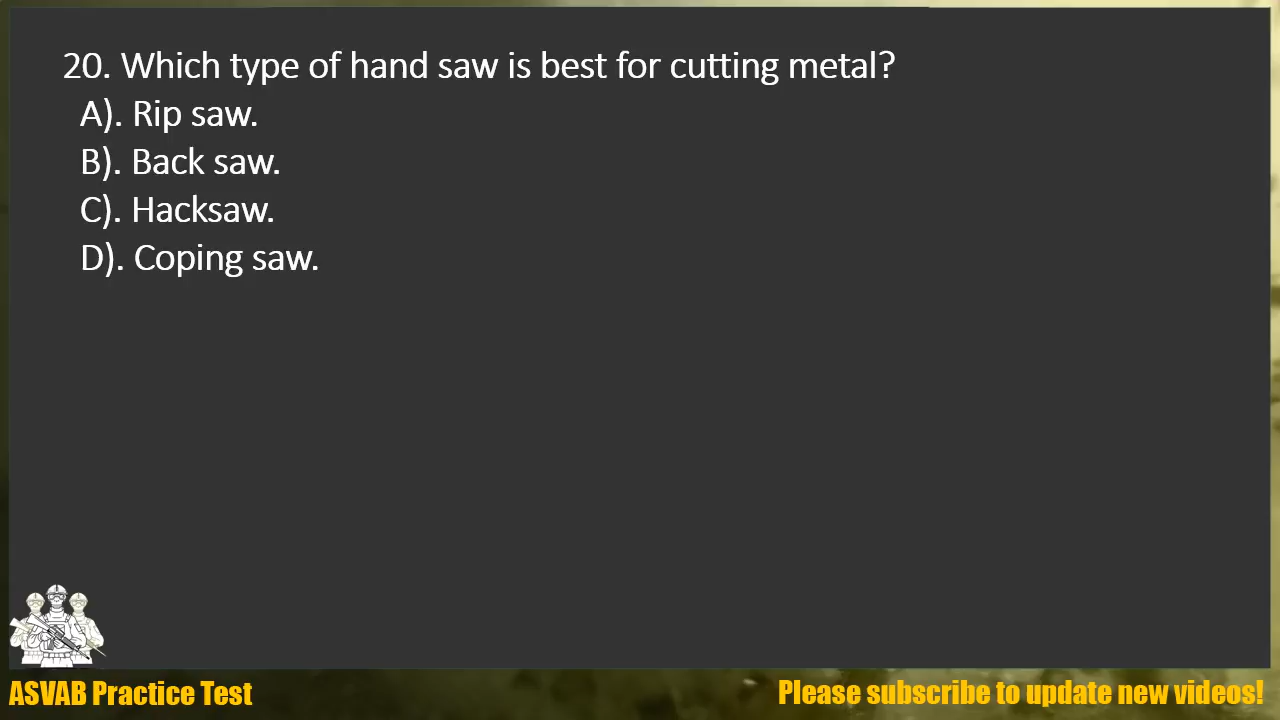 20. Which type of hand saw is best for cutting metal?
A). Rip saw.
B). Back saw.
C). Hacksaw.
D). Coping saw.
ASVAB Practice Test
Please subscribe to update new videos!